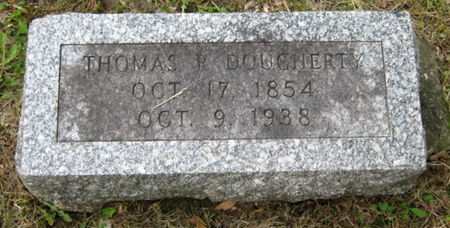 THOMAS R. DOUGHERTY
OCT. 17, 1854
OCT. 9, 1938